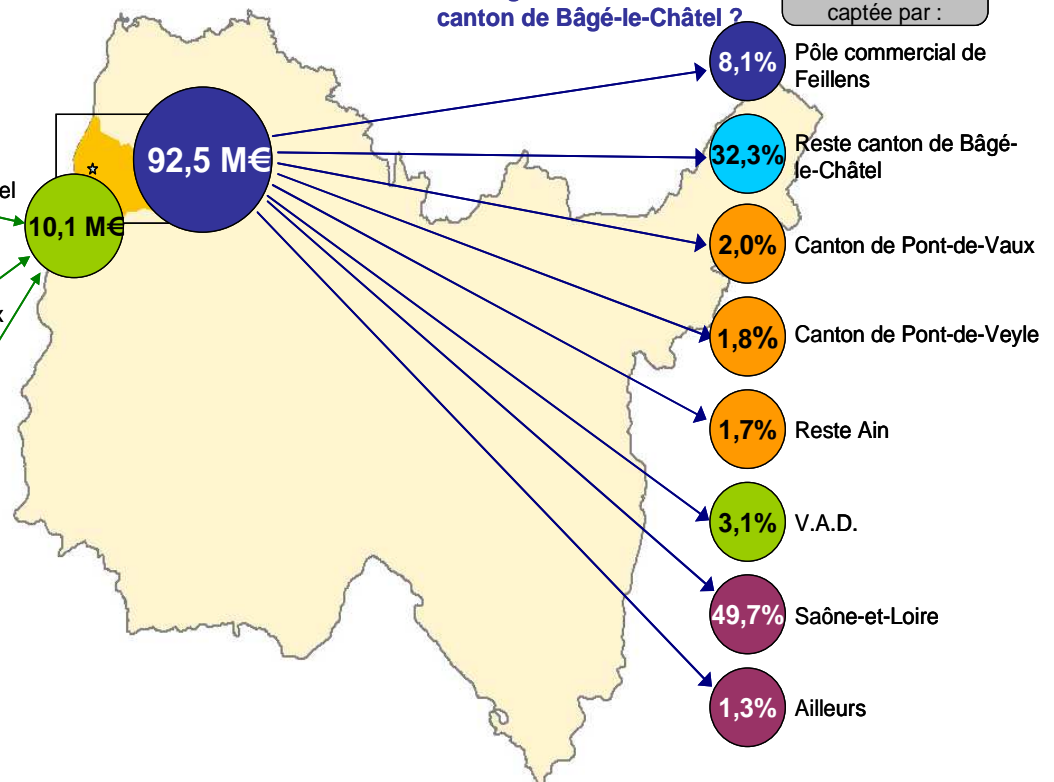 canton de Bâgé-le-Châtel ?
captée par :
8,1%
Pôle commercial de
Feillens
92,5 M€
32,3%
Reste canton de Bâgé-
le-Châtel
10,1 M€
2,0%
Canton de Pont-de-Vaux
1,8%
Canton de Pont-de-Veyle
1,7%
Reste Ain
3,1%
V.A.D.
49,7%
Saône-et-Loire
1,3%
Ailleurs